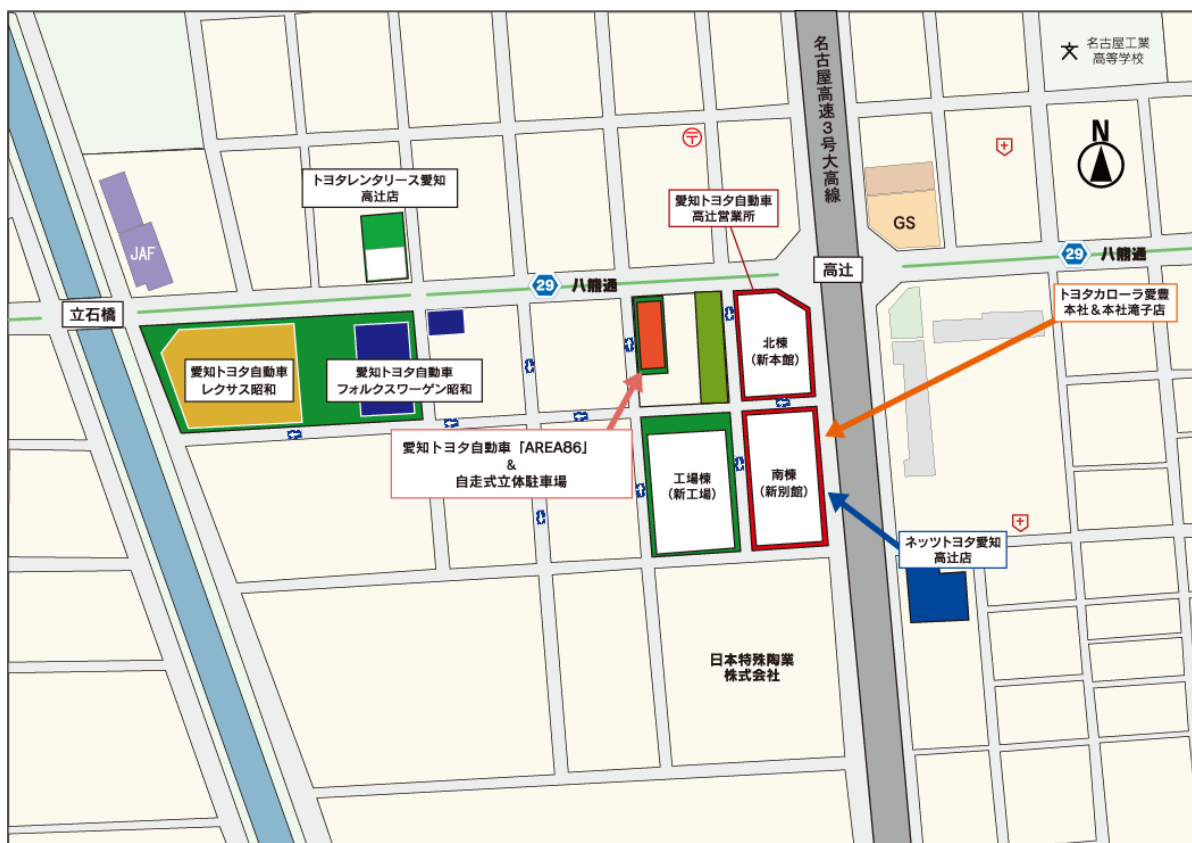 名古屋工業
高等学校
名古屋高速3号大高線
N
〒
トヨタレンタリース愛知
高辻店
愛知トヨタ自動車
高辻営業所
GS
JAF
29 八熊通
高辻
29 八熊通
立石橋
トヨタカローラ愛豊
本社&本社滝子店
北棟
(新本館)
愛知トヨタ自動車
レクサス昭和
愛知トヨタ自動車
フォルクスワーゲン昭和
愛知トヨタ自動車「AREA86」
&
自走式立体駐車場
工場棟
(新工場)
南棟
(新別館)
ネッツトヨタ愛知
高辻店
日本特殊陶業
株式会社